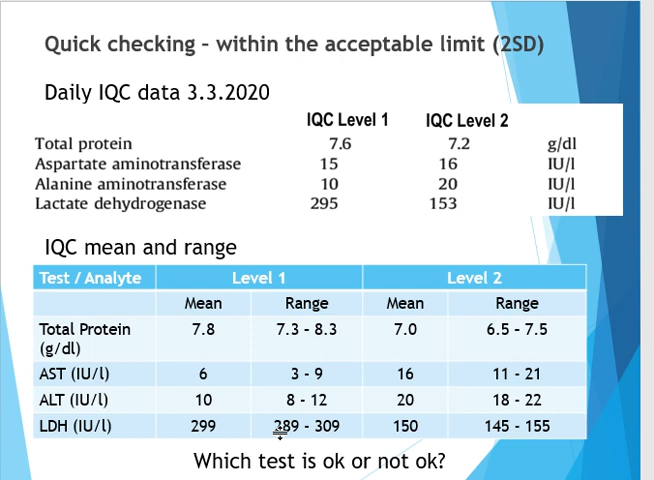 Quick checking - within the acceptable limit (2SD)
Daily IQC data 3.3.2020
IQC Level 1 IQC Level 2
Total protein 7.6 7.2 g/dl
Aspartate aminotransferase 15 16 IU/l
Alanine aminotransferase 10 20 IU/l
Lactate dehydrogenase 295 153 IU/l
IQC mean and range
Test / Analyte Level 1 Level 2
Mean Range Mean Range
Total Protein 7.8 7.3 - 8.3 7.0 6.5 - 7.5
(g/dl)
AST (IU/l) 6 3 - 9 16 11 - 21
ALT (IU/l) 10 8 - 12 20 18 - 22
LDH (IU/l) 299 289 - 309 150 145 - 155
Which test is ok or not ok?